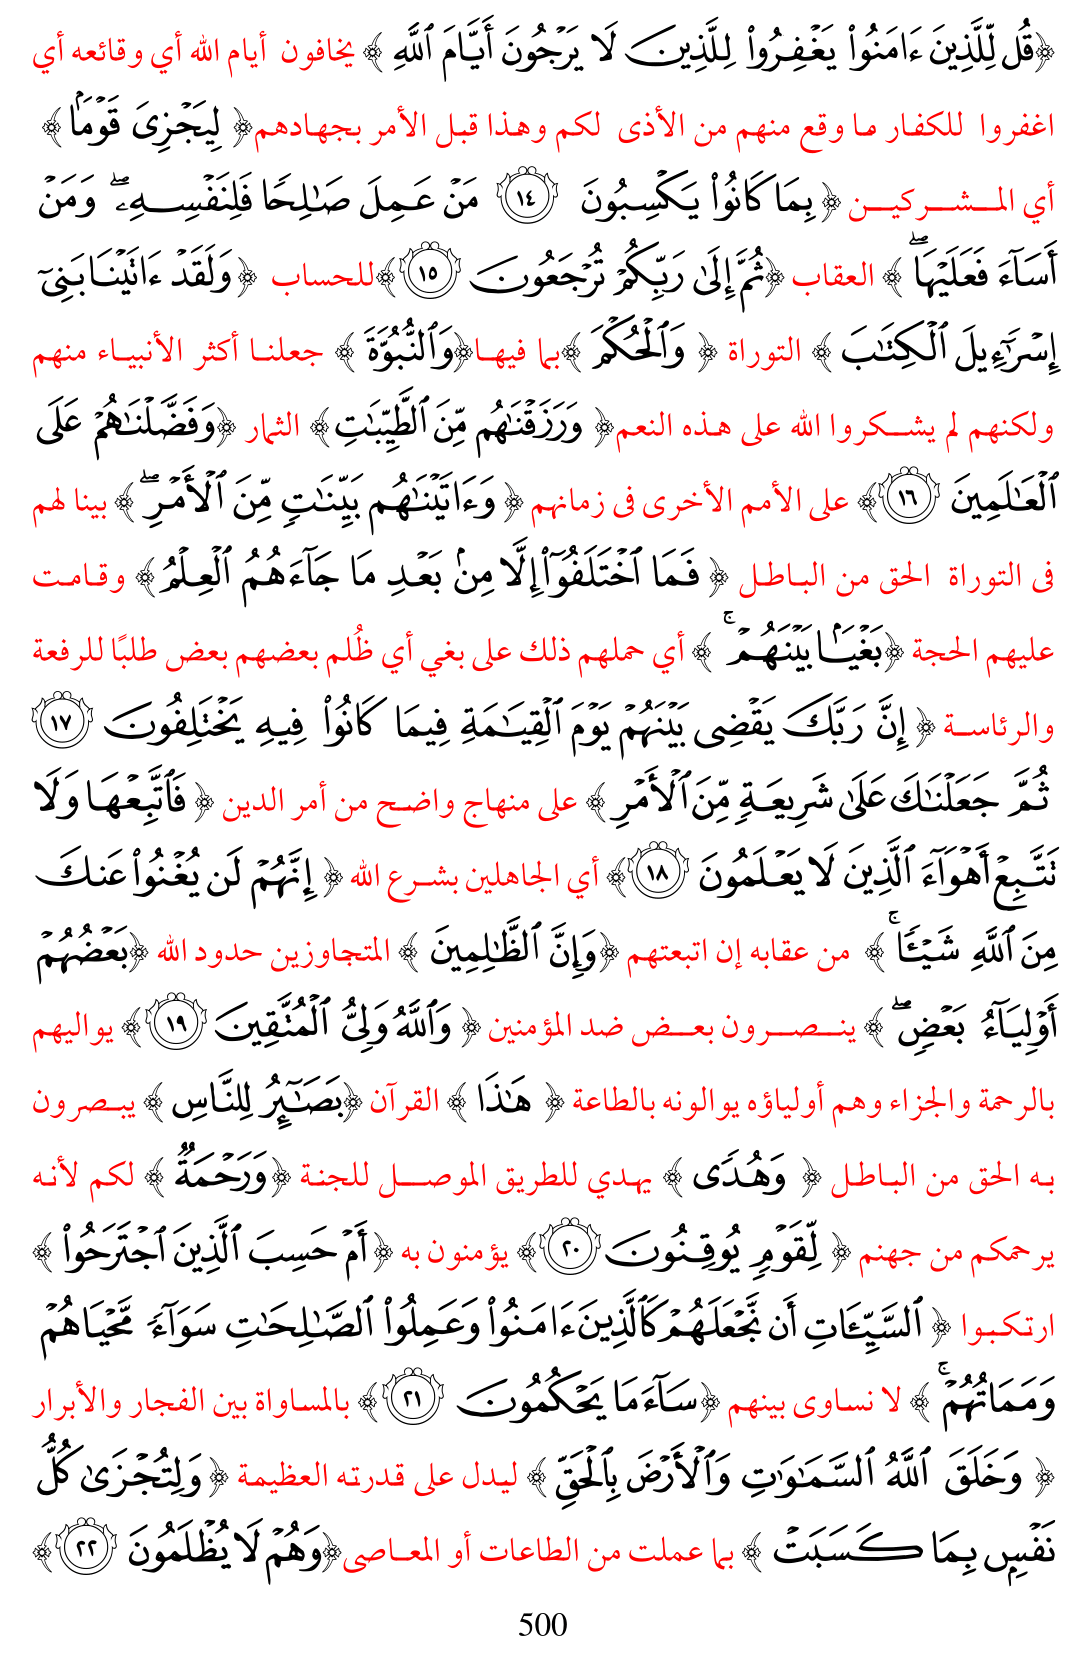 ﴿قُل لِّلَّذِينَ ءَامَنُوا۟ يَغْفِرُوا۟ لِلَّذِينَ لَا يَرْجُونَ أَيَّامَ ٱللَّهِ ﴾ يخافون أيام الله أي وقائعه أي
اغفروا للكفار ما وقع منهم من الأذى لكم وهذا قبل الأمر بجهادهم﴿ لِيَجْزِىَ قَوْمًۢا ﴾
أي المشركين ﴿ بِمَا كَانُوا۟ يَكْسِبُونَ ١٤ مَنْ عَمِلَ صَٰلِحًا فَلِنَفْسِهِۦ ۖ وَمَنْ
أَسَآءَ فَعَلَيْهَا ۖ ﴾ العقاب ﴿ثُمَّ إِلَىٰ رَبِّكُمْ تُرْجَعُونَ ١٥﴾للحساب ﴿وَلَقَدْ ءَاتَيْنَا بَنِىٓ
إِسْرَٰٓءِيلَ ٱلْكِتَٰبَ ﴾ التوراة ﴿ وَٱلْحُكْمَ ﴾بما فيها﴿وَٱلنُّبُوَّةَ ﴾ جعلنا أكثر الأنبياء منهم
ولكنهم لم يشكروا الله على هذه النعم﴿ وَرَزَقْنَٰهُم مِّنَ ٱلطَّيِّبَٰتِ﴾ الثمار ﴿وَفَضَّلْنَٰهُمْ عَلَى
ٱلْعَٰلَمِينَ ١٦﴾ على الأمم الأخرى فى زمانهم ﴿ وَءَاتَيْنَٰهُم بَيِّنَٰتٍ مِّنَ ٱلْأَمْرِ ۖ ﴾ بينا لهم
فى التوراة الحق من الباطل ﴿ فَمَا ٱخْتَلَفُوٓا۟ إِلَّا مِنۢ بَعْدِ مَا جَآءَهُمُ ٱلْعِلْمُ﴾ وقامت
عليهم الحجة ﴿بَغْيًۢا بَيْنَهُمْ ۚ ﴾ أي حملهم ذلك على بغي أي ظُلم بعضهم بعض طلبًا للرفعة
والرئاسة ﴿ إِنَّ رَبَّكَ يَقْضِى بَيْنَهُمْ يَوْمَ ٱلْقِيَٰمَةِ فِيمَا كَانُوا۟ فِيهِ يَخْتَلِفُونَ ١٧
ثُمَّ جَعَلْنَٰكَ عَلَىٰ شَرِيعَةٍ مِّنَ ٱلْأَمْرِ ﴾ على منهاج واضح من أمر الدين ﴿ فَٱتَّبِعْهَا وَلَا
تَتَّبِعْ أَهْوَآءَ ٱلَّذِينَ لَا يَعْلَمُونَ ١٨﴾ أي الجاهلين بشرع الله ﴿ إِنَّهُمْ لَن يُغْنُوا۟ عَنكَ
مِنَ ٱللَّهِ شَيْـًٔا ۚ ﴾ من عقابه إن اتبعتهم ﴿وَإِنَّ ٱلظَّٰلِمِينَ ﴾ المتجاوزين حدود الله ﴿بَعْضُهُمْ
أَوْلِيَآءُ بَعْضٍ ۖ ﴾ ينصرون بعض ضد المؤمنين ﴿ وَٱللَّهُ وَلِىُّ ٱلْمُتَّقِينَ ١٩﴾ يواليهم
بالرحمة والجزاء وهم أولياؤه يوالونه بالطاعة ﴿ هَٰذَا ﴾ القرآن ﴿بَصَٰٓئِرُ لِلنَّاسِ ﴾ يبصرون
به الحق من الباطل ﴿ وَهُدًى ﴾ يهدي للطريق الموصل للجنة ﴿وَرَحْمَةٌ ﴾ لكم لأنه
يرحمكم من جهنم ﴿ لِّقَوْمٍ يُوقِنُونَ ٢٠﴾ يؤمنون به ﴿أَمْ حَسِبَ ٱلَّذِينَ ٱجْتَرَحُوا۟ ﴾
ارتكبوا ﴿ ٱلسَّيِّـَٔاتِ أَن نَّجْعَلَهُمْ كَٱلَّذِينَ ءَامَنُوا۟ وَعَمِلُوا۟ ٱلصَّٰلِحَٰتِ سَوَآءً مَّحْيَاهُمْ
وَمَمَاتُهُمْ ۚ ﴾ لا نساوى بينهم ﴿سَآءَ مَا يَحْكُمُونَ ٢١﴾ بالمساواة بين الفجار والأبرار
﴿ وَخَلَقَ ٱللَّهُ ٱلسَّمَٰوَٰتِ وَٱلْأَرْضَ بِٱلْحَقِّ ﴾ ليدل على قدرته العظيمة ﴿وَلِتُجْزَىٰ كُلُّ
نَفْسٍۭ بِمَا كَسَبَتْ ﴾ بما عملت من الطاعات أو المعاصى﴿وَهُمْ لَا يُظْلَمُونَ ٢٢﴾
500